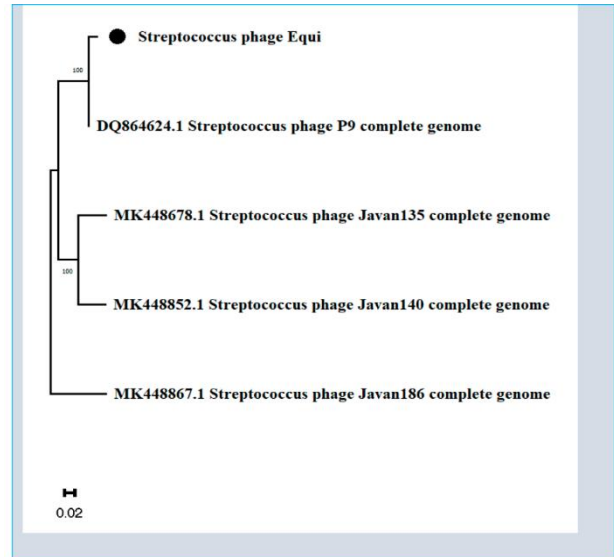 Streptococcus phage Equi
100
DQ864624.1 Streptococcus phage P9 complete genome
MK448678.1 Streptococcus phage Javan135 complete genome
100
MK448852.1 Streptococcus phage Javan140 complete genome
MK448867.1 Streptococcus phage Javan186 complete genome
0.02